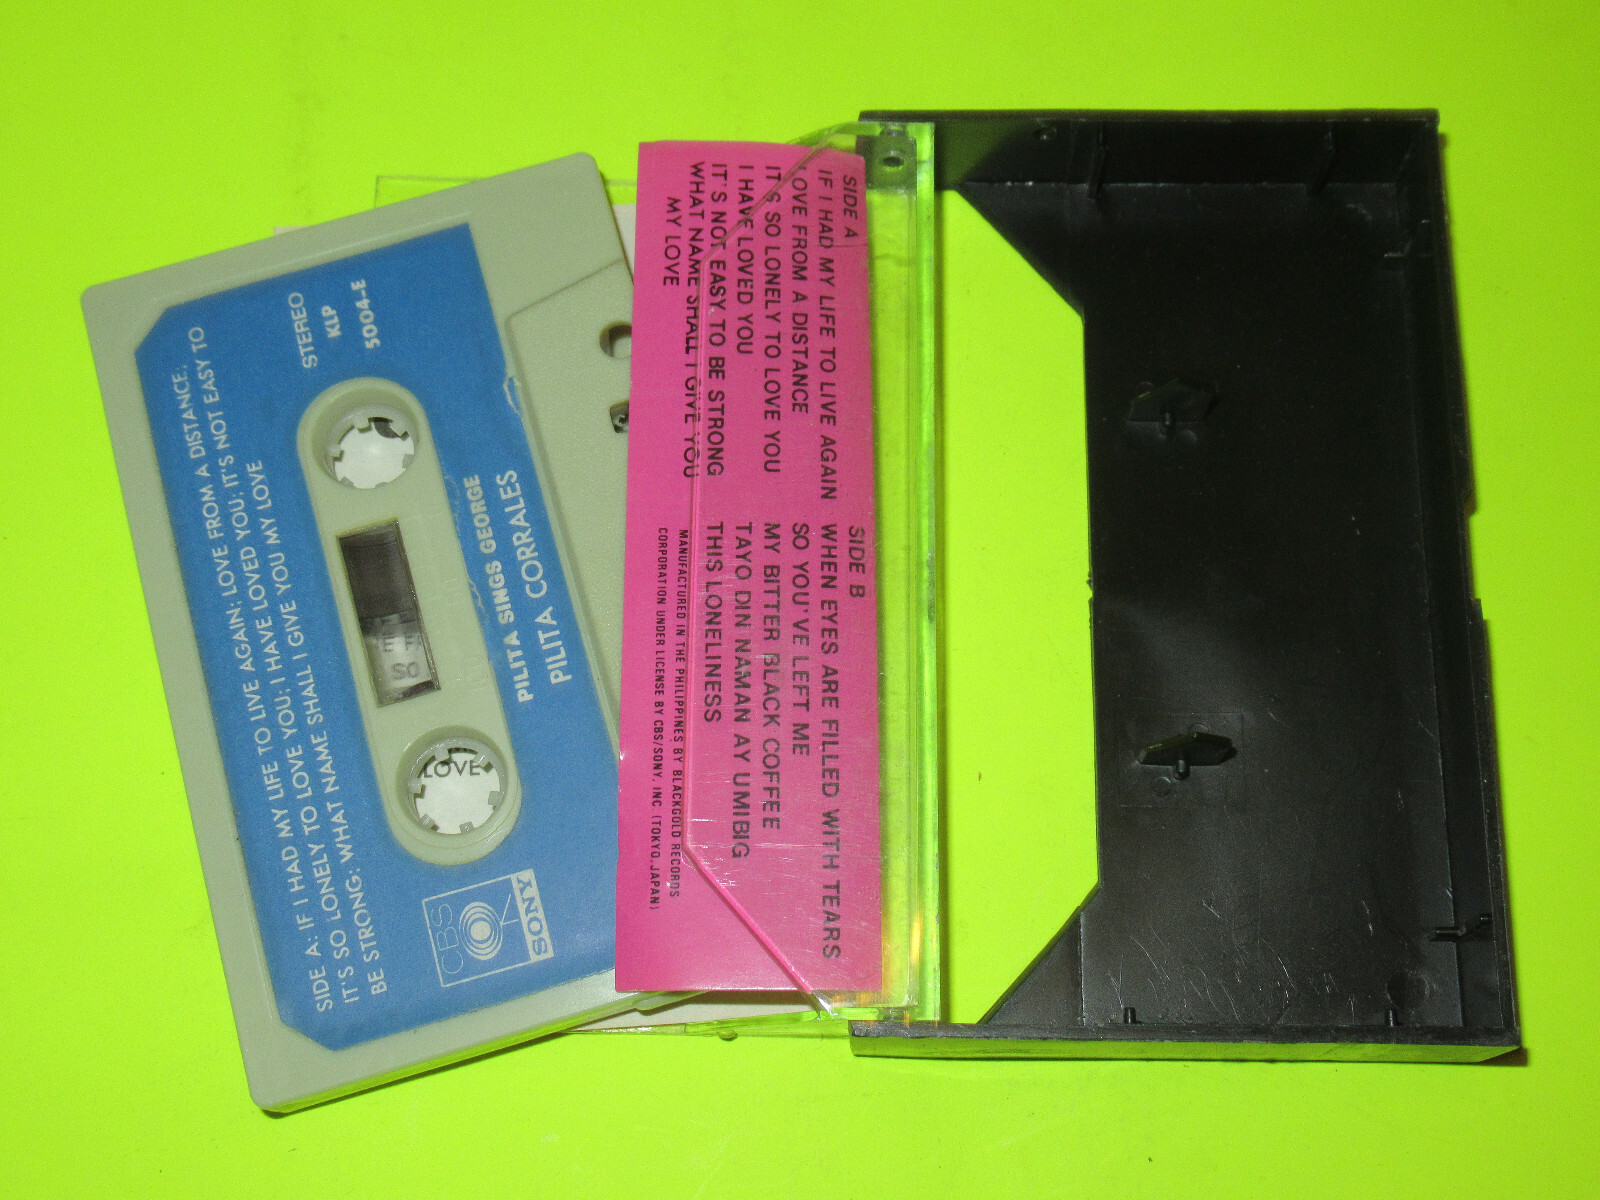 STEREO
KLP
5004-E
SIDE A: IF I HAD MY LIFE TO LIVE AGAIN; LOVE FROM A DISTANCE;
IT'S SO LONELY TO LOVE YOU; I HAVE LOVED YOU; IT'S NOT EASY TO
BE STRONG; WHAT NAME SHALL I GIVE YOU MY LOVE
PILITA SINGS GEORGE
PILITA CORRALES
CBS
SONY
LOVE
SO
SIDE A
IF I HAD MY LIFE TO LIVE AGAIN
LOVE FROM A DISTANCE
IT'S SO LONELY TO LOVE YOU
I HAVE LOVED YOU
IT'S NOT EASY TO BE STRONG
WHAT NAME SHALL I GIVE YOU
MY LOVE
SIDE B
WHEN EYES ARE FILLED WITH TEARS
SO YOU'VE LEFT ME
MY BITTER BLACK COFFEE
TAYO DIN NAMAN AY UMIBIG
THIS LONELINESS
MANUFACTURED IN THE PHILIPPINES BY BLACKGOLD RECORDS
CORPORATION UNDER LICENSE BY CBS/SONY, INC (TOKYO, JAPAN)